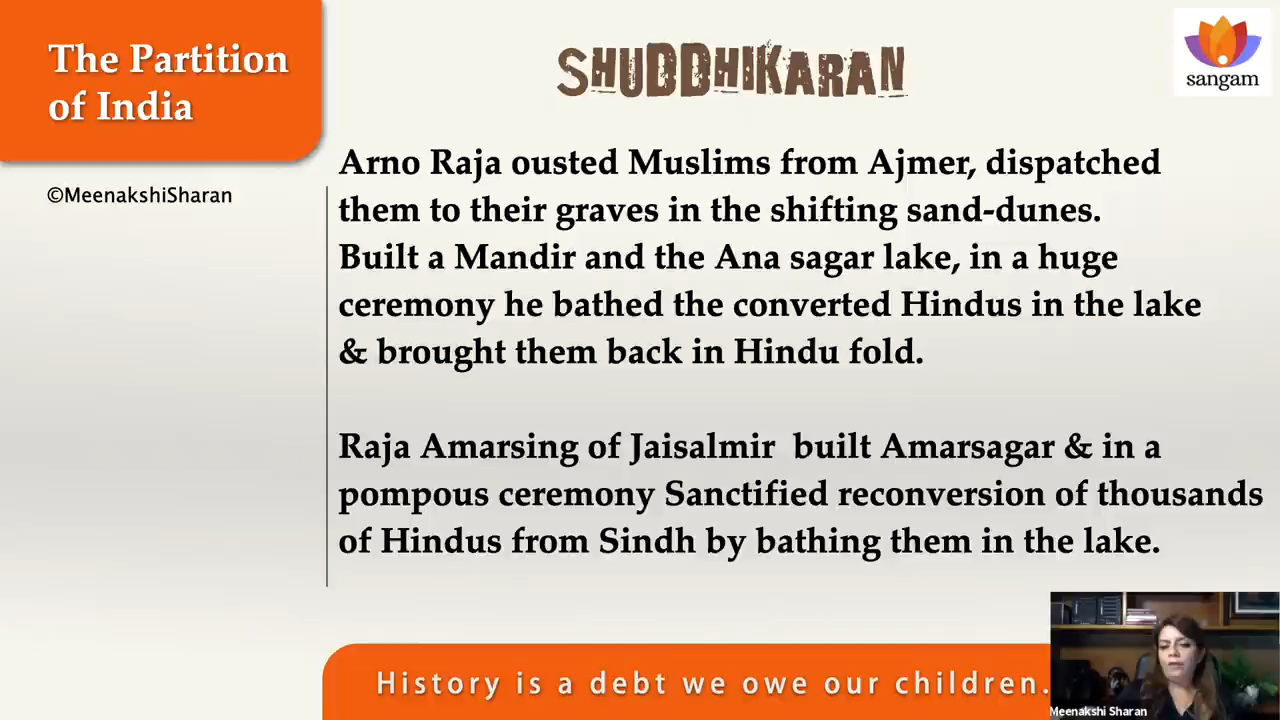 The Partition
of India
©MeenakshiSharan
SHUDDHIKARAN
sangam
Arno Raja ousted Muslims from Ajmer, dispatched
them to their graves in the shifting sand-dunes.
Built a Mandir and the Ana sagar lake, in a huge
ceremony he bathed the converted Hindus in the lake
& brought them back in Hindu fold.
Raja Amarsing of Jaisalmir built Amarsagar & in a
pompous ceremony Sanctified reconversion of thousands
of Hindus from Sindh by bathing them in the lake.
History is a debt we owe our children.
Meenakshi Sharan